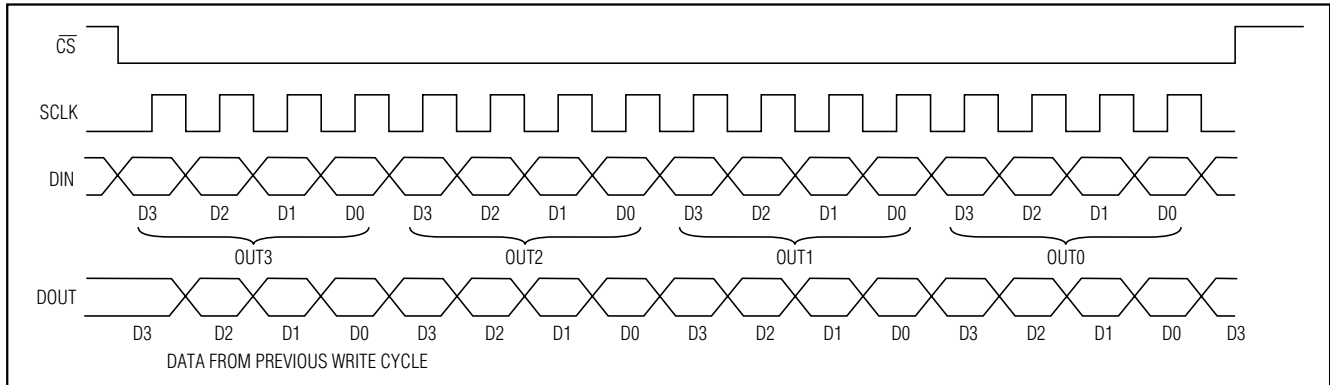 CS
SCLK
DIN
D3 D2 D1 D0 D3 D2 D1 D0 D3 D2 D1 D0 D3 D2 D1 D0
OUT3 OUT2 OUT1 OUT0
DOUT
D3 D2 D1 D0 D3 D2 D1 D0 D3 D2 D1 D0 D3 D2 D1 D0 D3
DATA FROM PREVIOUS WRITE CYCLE